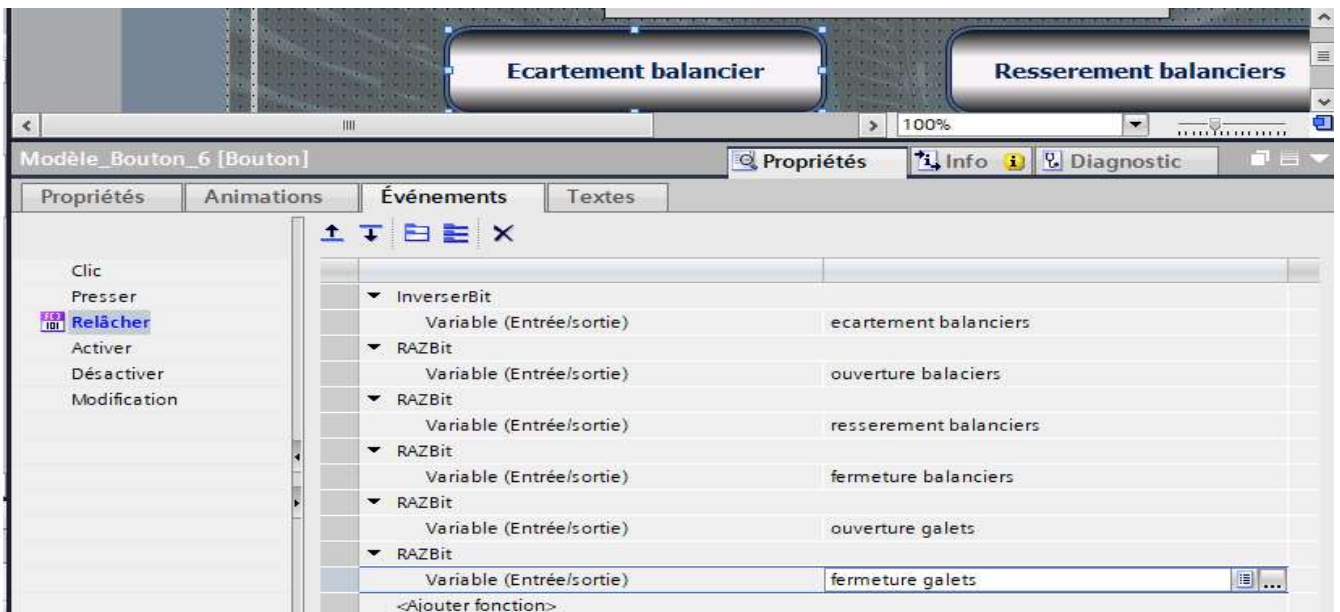 Ecartement balancier Resserement balanciers
100%
Modèle_Bouton_6 [Bouton] Propriétés Info Diagnostic
Propriétés Animations Événements Textes
Clic
Presser InverserBit
Relâcher Variable (Entrée/sortie) ecartement balanciers
Activer RAZBit
Désactiver Variable (Entrée/sortie) ouverture balaciers
Modification RAZBit
Variable (Entrée/sortie) resserement balanciers
RAZBit
Variable (Entrée/sortie) fermeture balanciers
RAZBit
Variable (Entrée/sortie) ouverture galets
RAZBit
Variable (Entrée/sortie) fermeture galets
<Ajouter fonction>